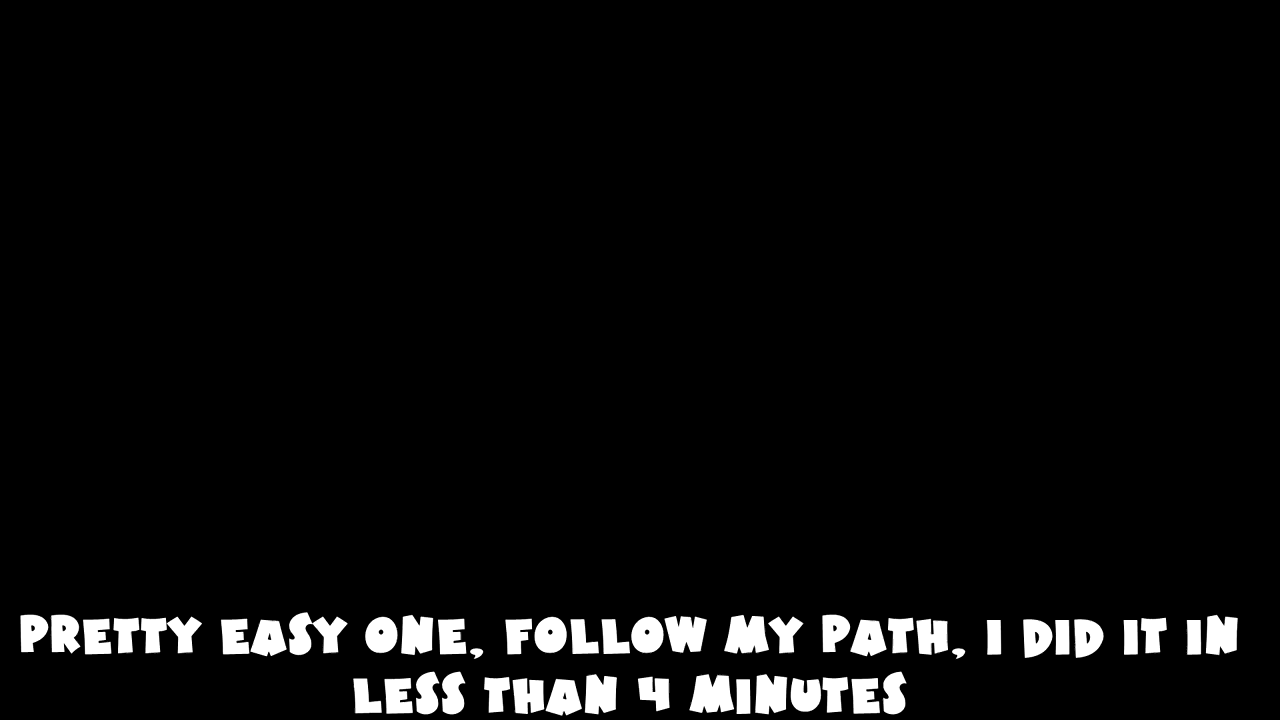 PRETTY EASY ONE, FOLLOW MY PATH, I DID IT IN
LESS THAN 4 MINUTES